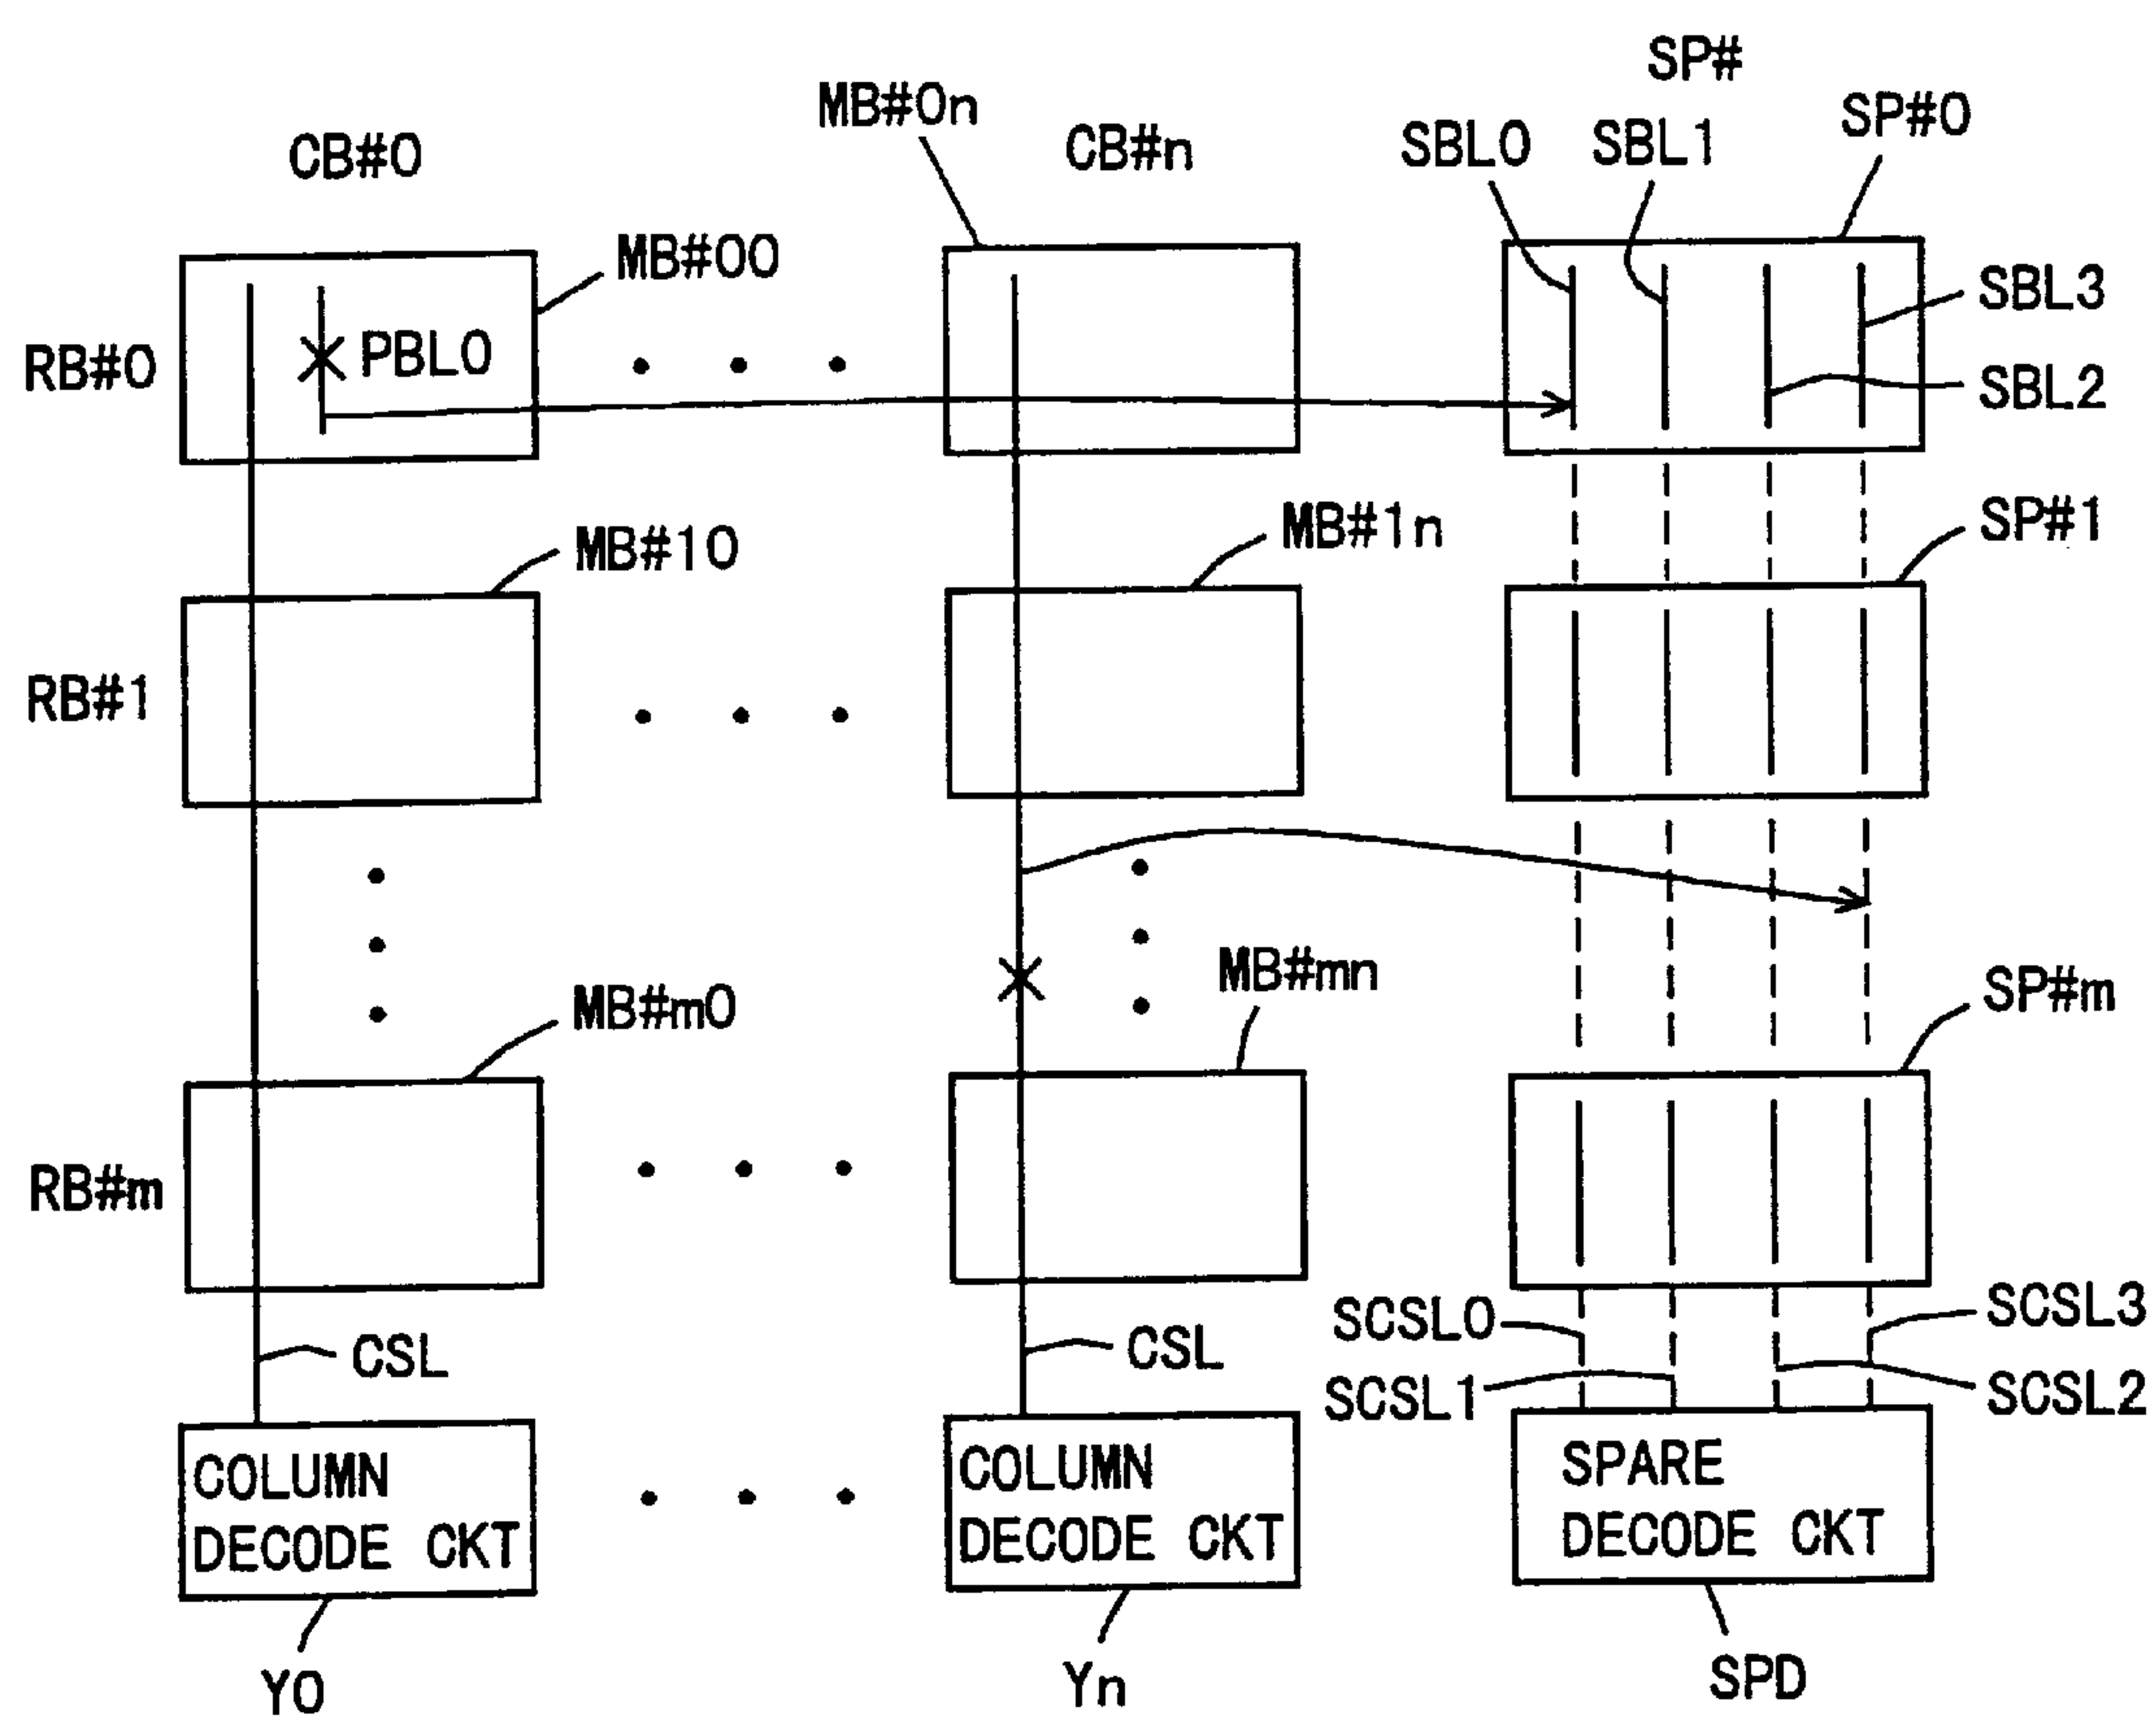 SP#
MB#0n
SP#0
CB#0
CB#n
SBL0
SBL1
MB#00
SBL3
RB#0
PBL0
SBL2
MB#10
MB#1n
SP#1
RB#1
MB#m0
MB#mn
SP#m
RB#m
SCSL0
SCSL3
CSL
CSL
SCSL1
SCSL2
COLUMN
DECODE CKT
COLUMN
DECODE CKT
SPARE
DECODE CKT
Y0
Yn
SPD